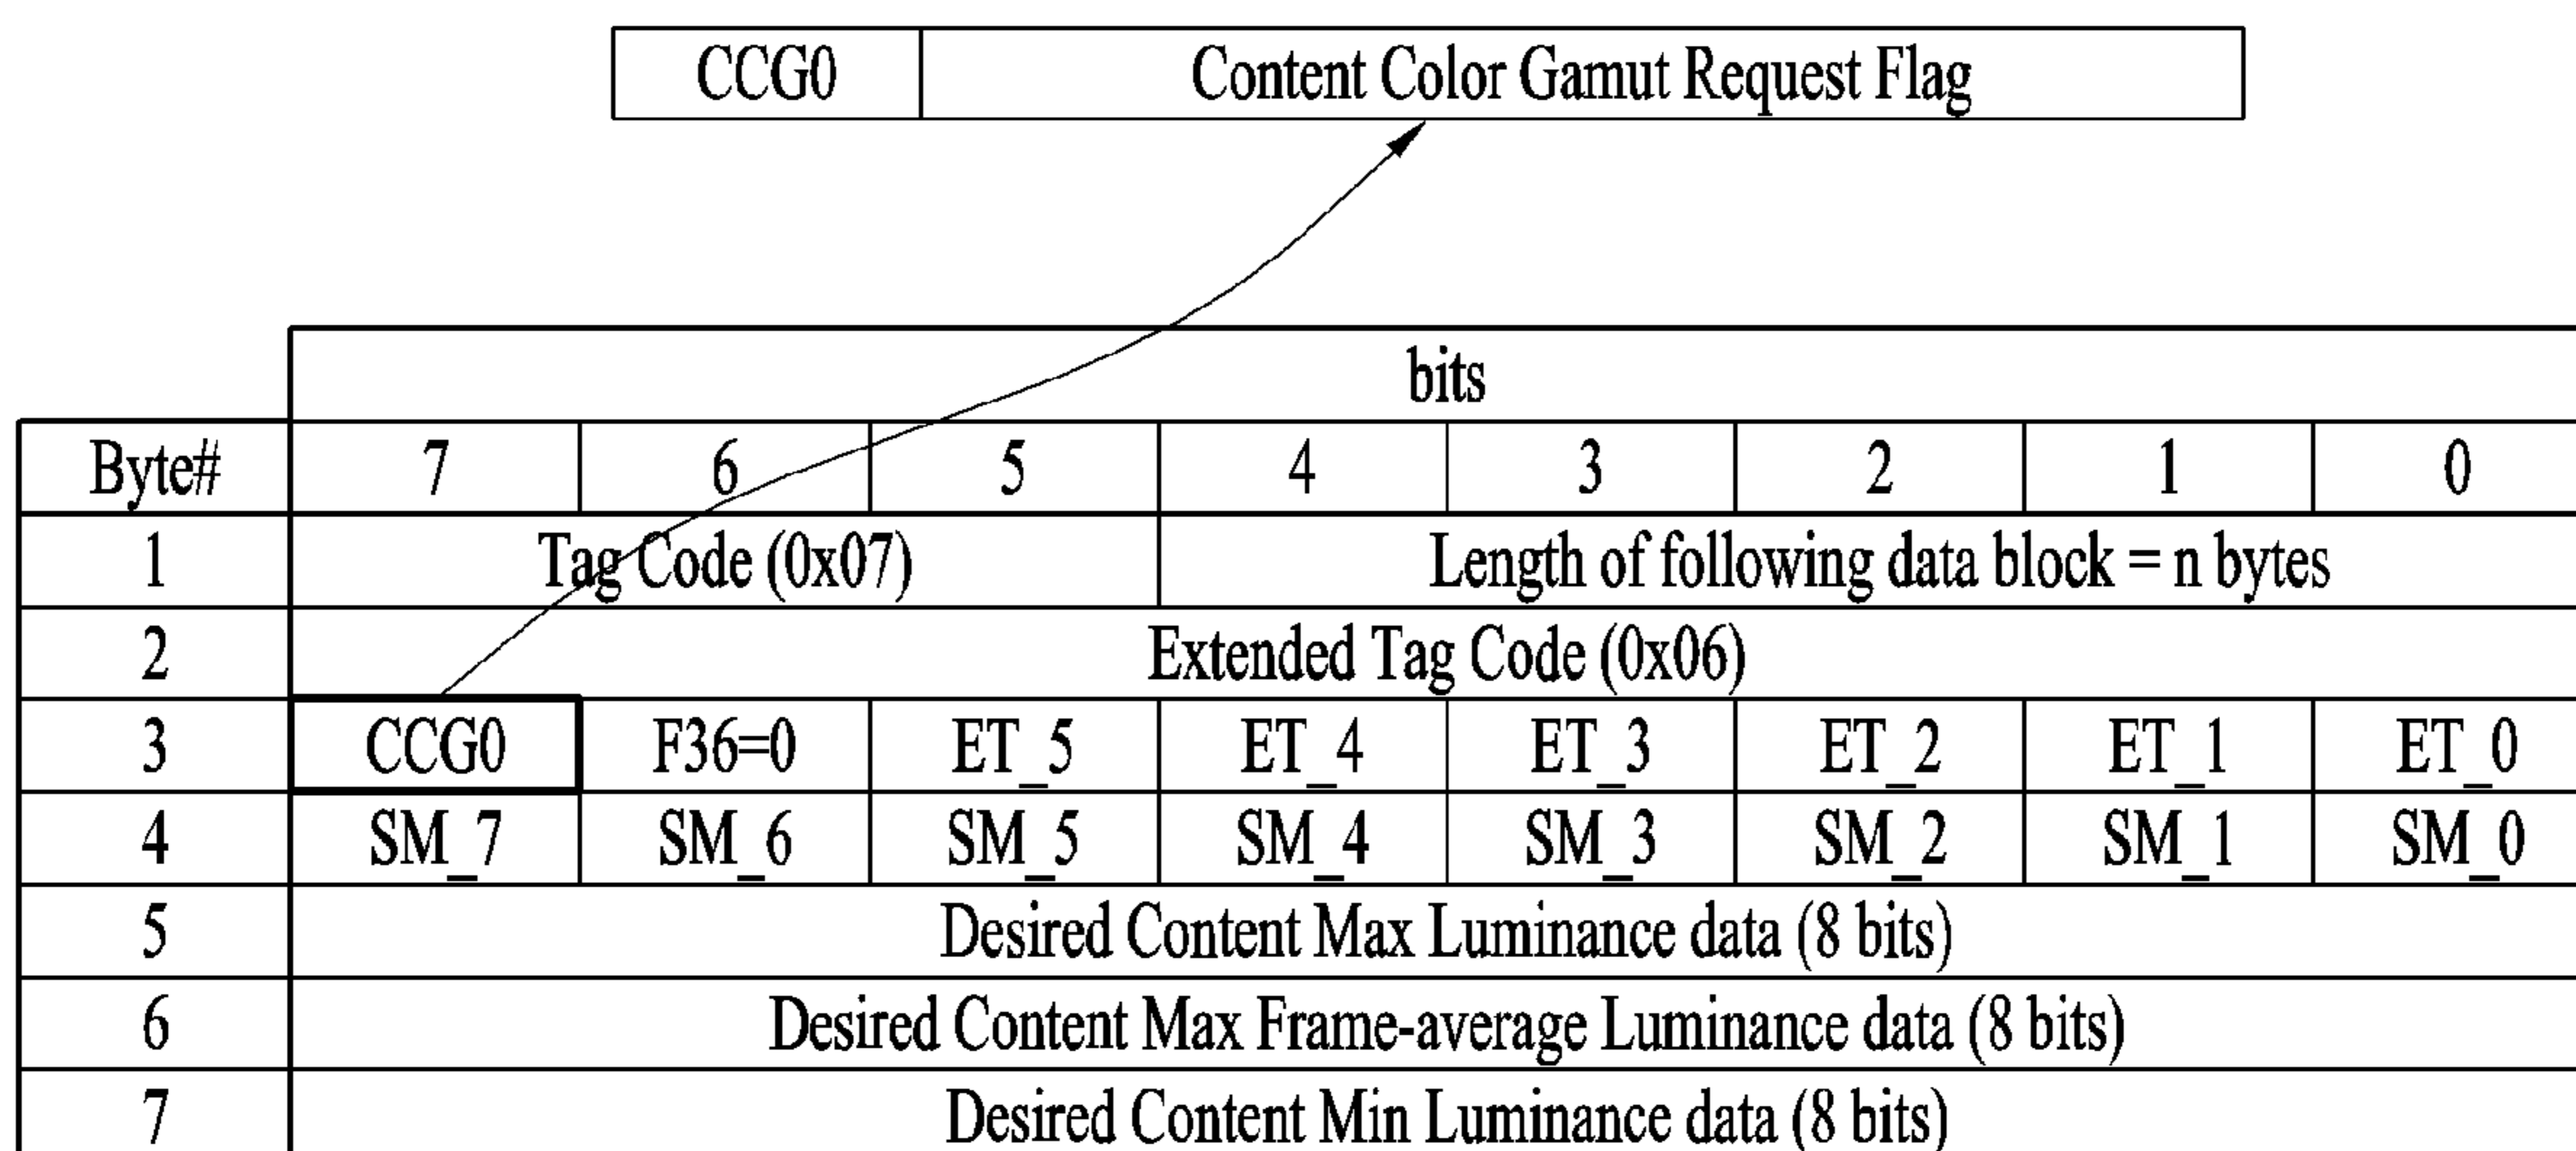 CCG0 Content Color Gamut Request Flag
bits
Byte# 7 6 5 4 3 2 1 0
1 Tag Code (0x07) Length of following data block = n bytes
2 Extended Tag Code (0x06)
3 CCG0 F36=0 ET_5 ET_4 ET_3 ET_2 ET_1 ET_0
4 SM_7 SM_6 SM_5 SM_4 SM_3 SM_2 SM_1 SM_0
5 Desired Content Max Luminance data (8 bits)
6 Desired Content Max Frame-average Luminance data (8 bits)
7 Desired Content Min Luminance data (8 bits)